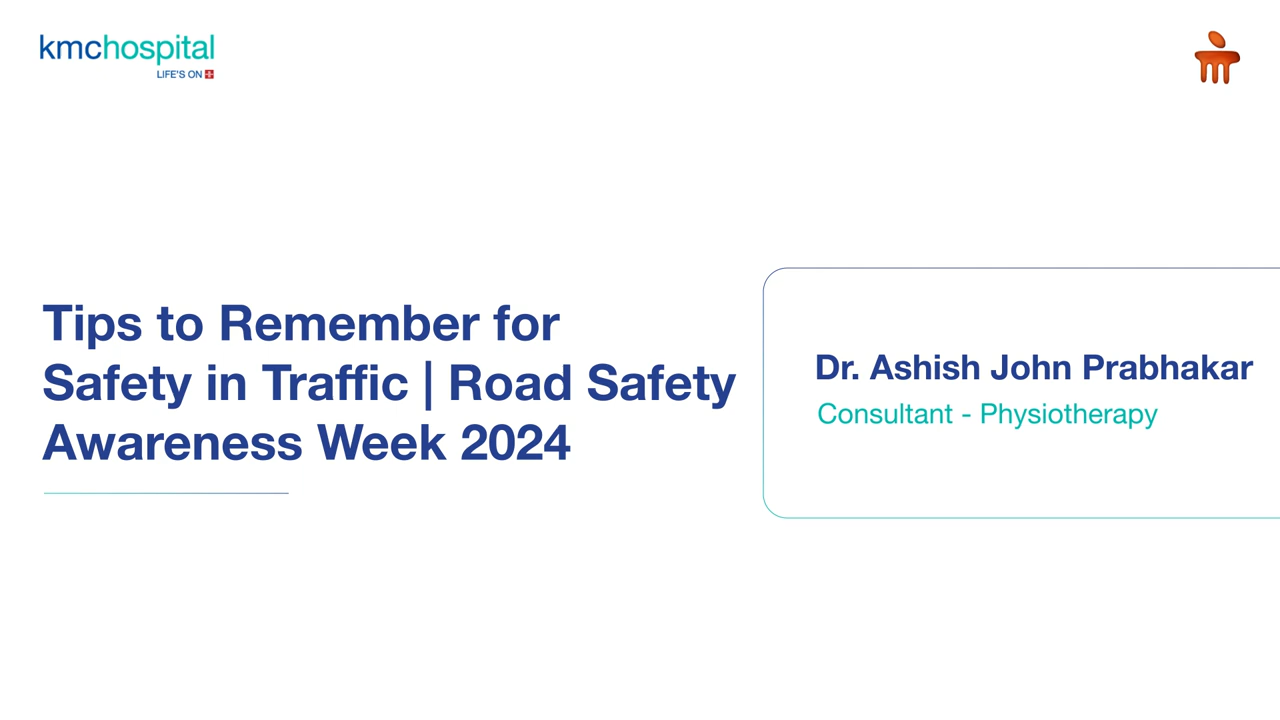 kmchospital
LIFE'S ON
Tips to Remember for
Safety in Traffic | Road Safety
Awareness Week 2024
Dr. Ashish John Prabhakar
Consultant - Physiotherapy